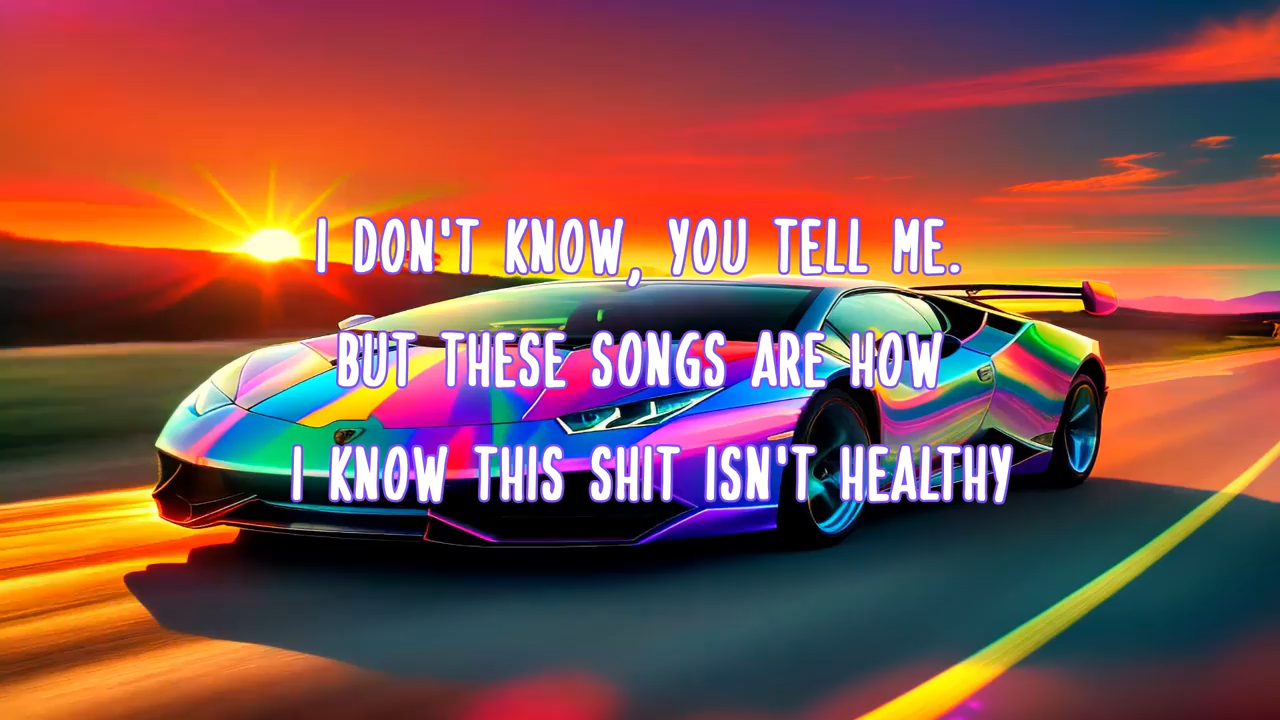 I DON'T KNOW, YOU TELL ME.
BUT THESE SONGS ARE HOW
I KNOW THIS SHIT ISN'T HEALTHY